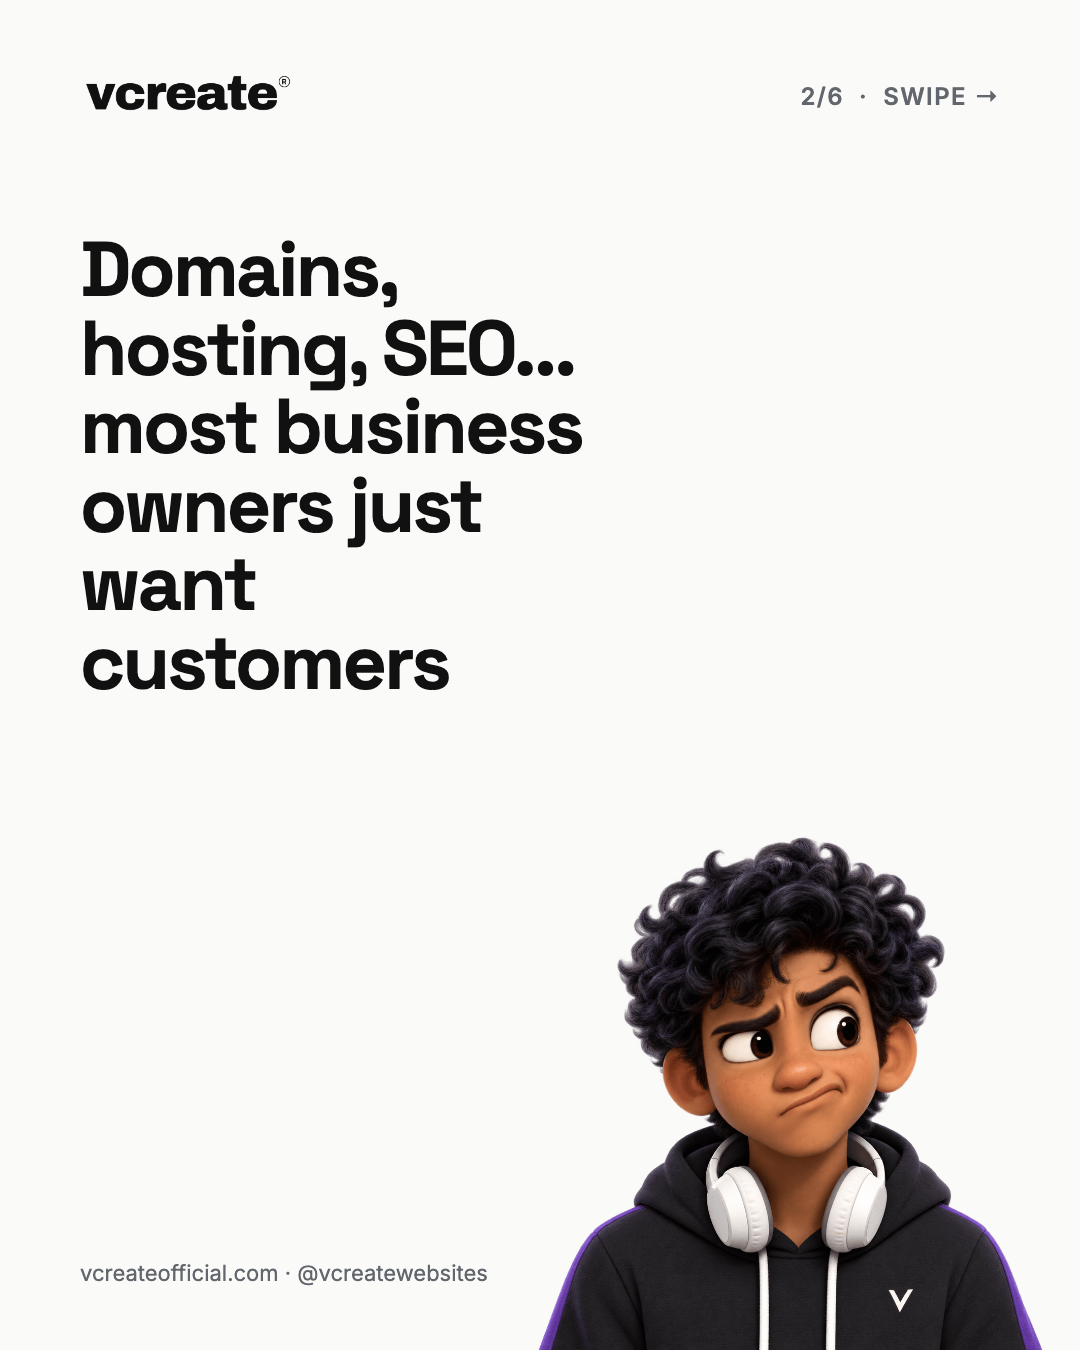 vcreate®
2/6 · SWIPE →
Domains,
hosting, SEO...
most business
owners just
want
customers
vcreateofficial.com · @vcreatewebsites
V